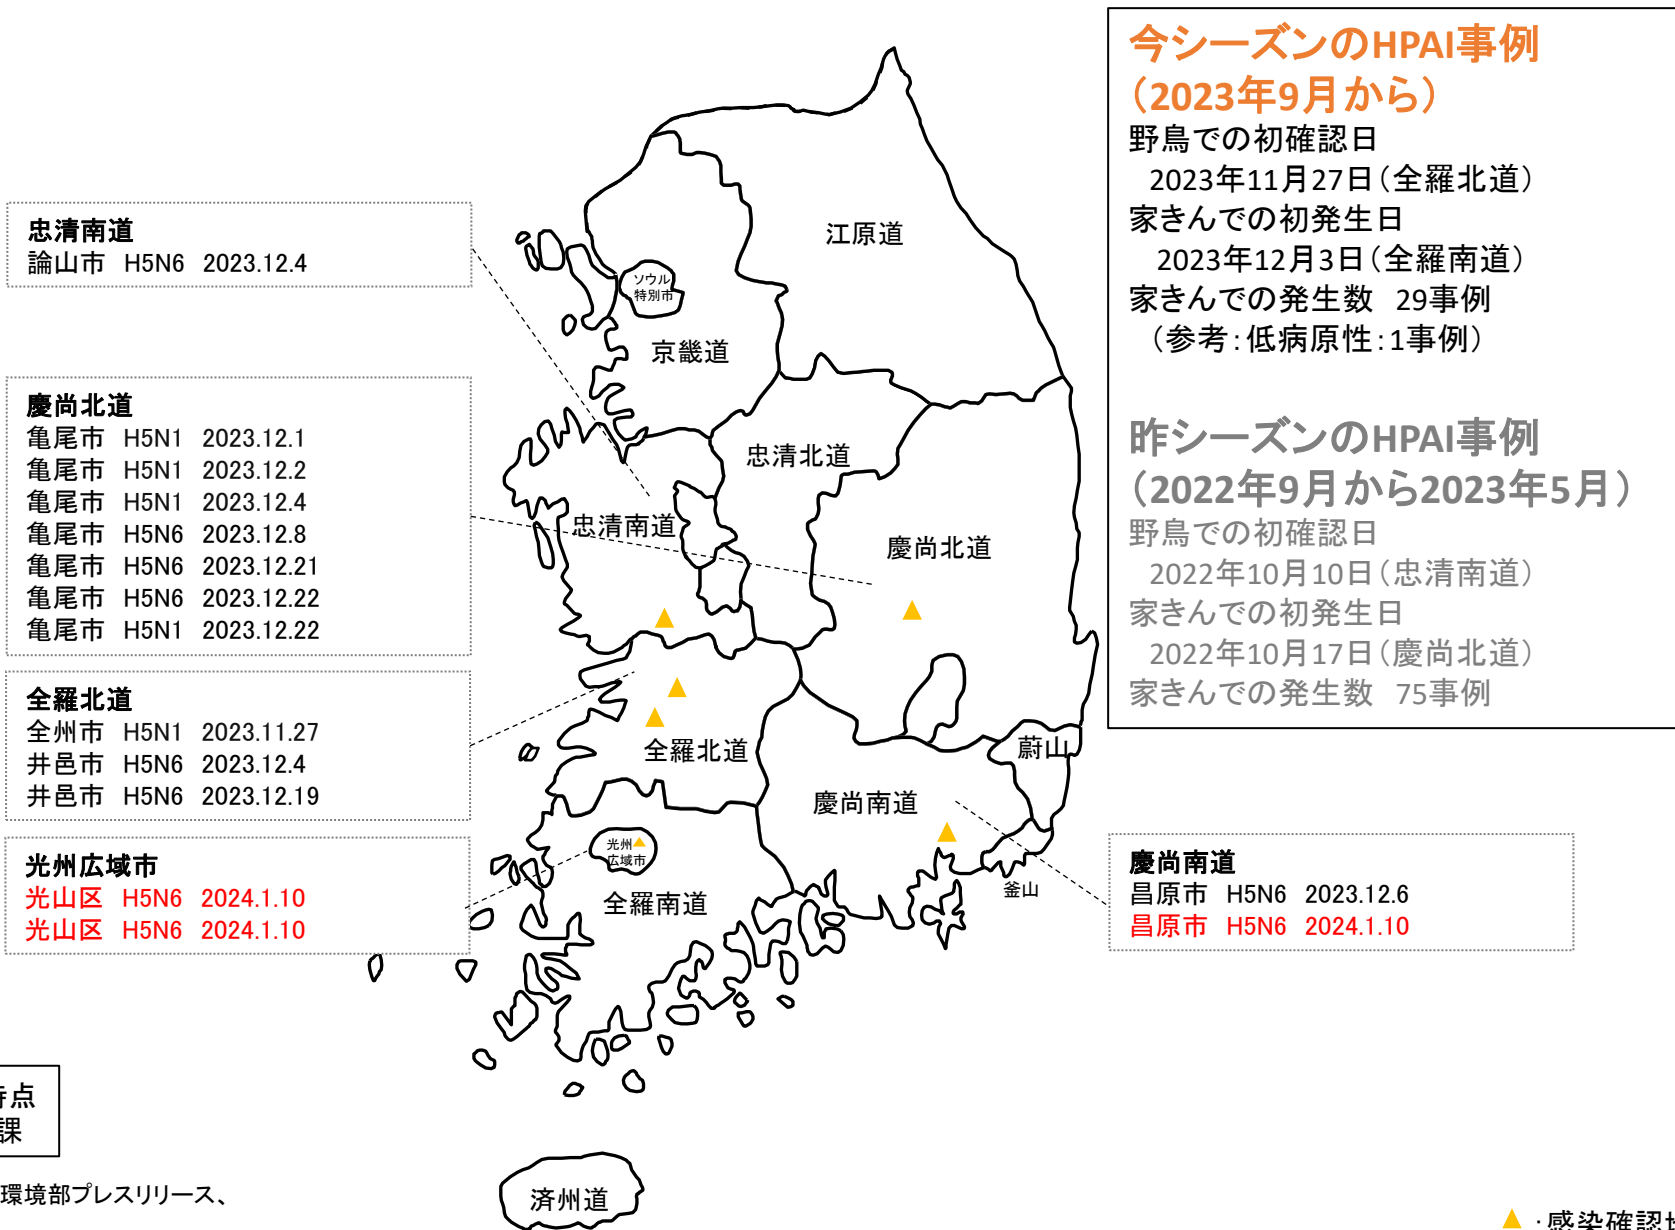 今シーズンのHPAI事例
（2023年9月から）
野鳥での初確認日
2023年11月27日（全羅北道）
家きんでの初発生日
2023年12月3日（全羅南道）
家きんでの発生数 29事例
（参考：低病原性：1事例）
昨シーズンのHPAI事例
（2022年9月から2023年5月）
野鳥での初確認日
2022年10月10日（忠清南道）
家きんでの初発生日
2022年10月17日（慶尚北道）
家きんでの発生数 75事例
忠清南道
論山市 H5N6 2023.12.4
慶尚北道
亀尾市 H5N1 2023.12.1
亀尾市 H5N1 2023.12.2
亀尾市 H5N1 2023.12.4
亀尾市 H5N6 2023.12.8
亀尾市 H5N6 2023.12.21
亀尾市 H5N6 2023.12.22
亀尾市 H5N1 2023.12.22
全羅北道
全州市 H5N1 2023.11.27
井邑市 H5N6 2023.12.4
井邑市 H5N6 2023.12.19
光州広域市
光山区 H5N6 2024.1.10
光山区 H5N6 2024.1.10
慶尚南道
昌原市 H5N6 2023.12.6
昌原市 H5N6 2024.1.10
江原道
ソウル
特別市
京畿道
忠清北道
忠清南道
慶尚北道
全羅北道
蔚山
慶尚南道
光州
広域市
釜山
全羅南道
済州道
時点
課
環境部プレスリリース、
：感染確認